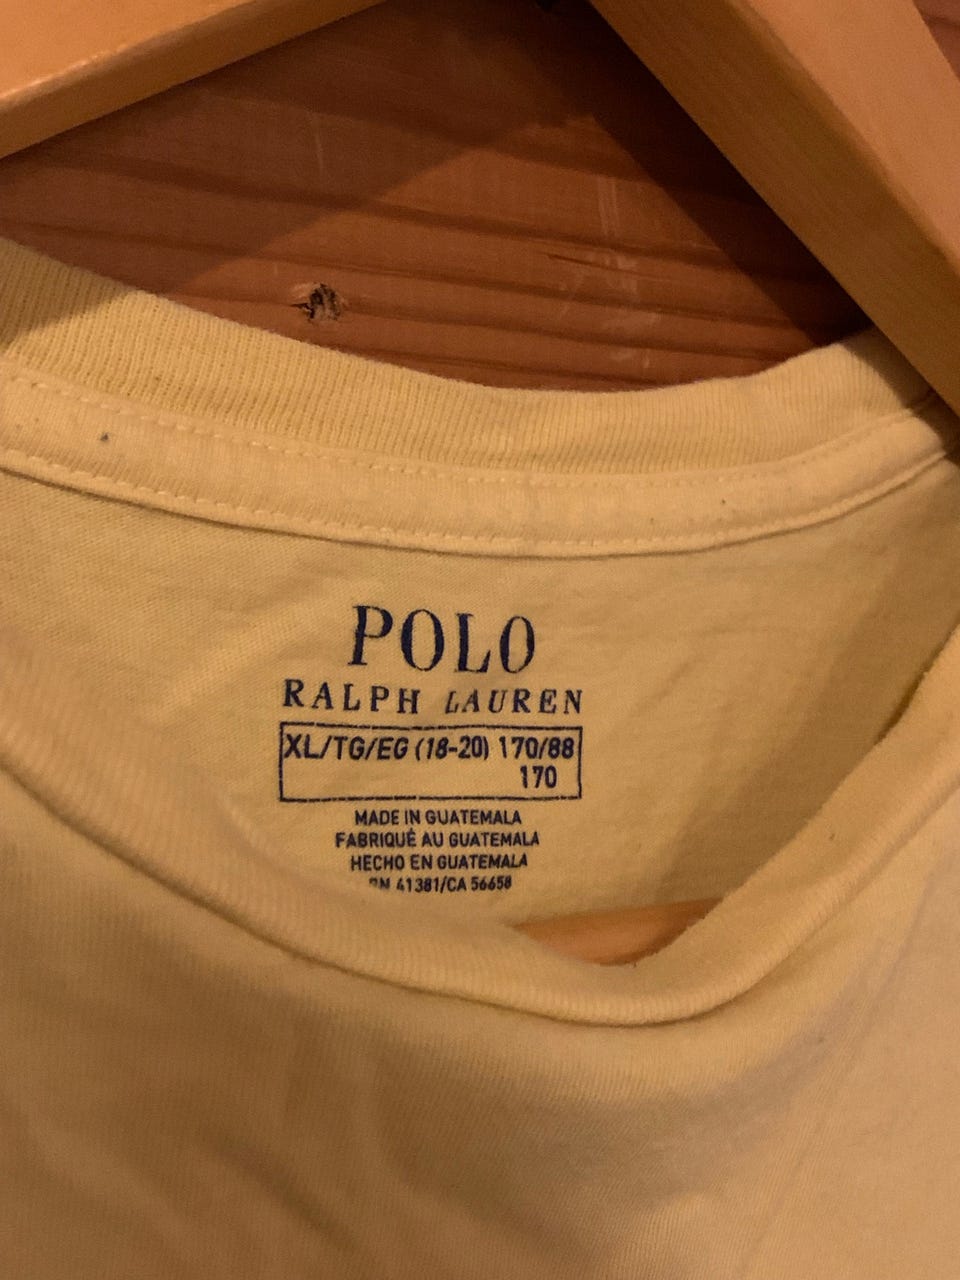 POLO
RALPH LAUREN
XL/TG/EG (18-20) 170/88
170
MADE IN GUATEMALA
FABRIQUÉ AU GUATEMALA
HECHO EN GUATEMALA
RN 41381/CA 56658